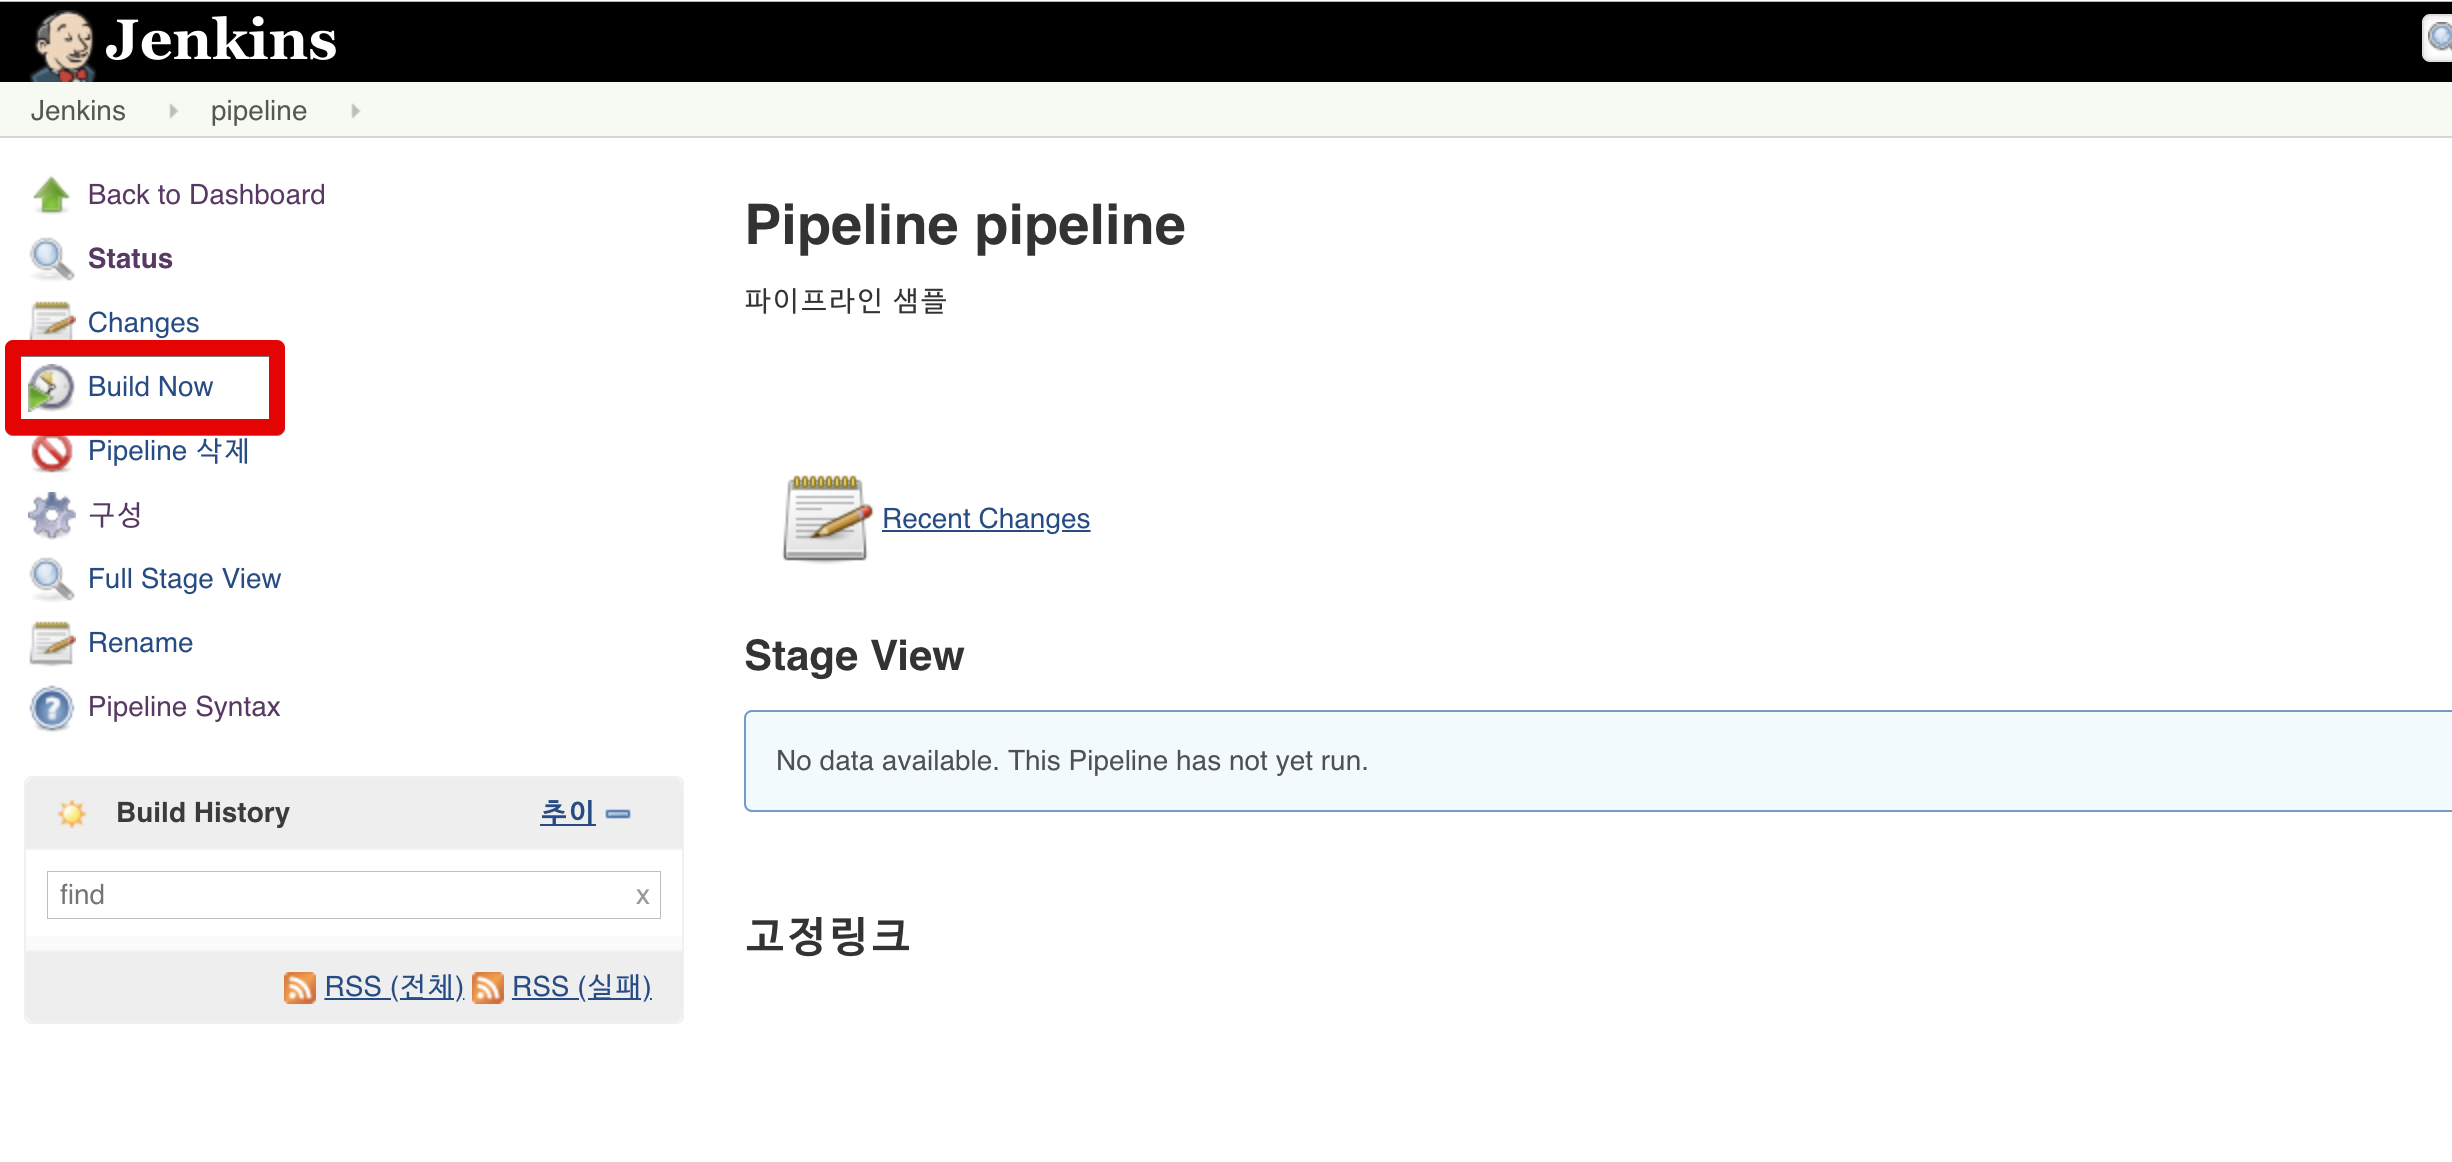 Jenkins
Jenkins pipeline
Back to Dashboard
Status
Changes
Build Now
Pipeline 삭제
구성
Full Stage View
Rename
Pipeline Syntax
Build History 추이
find x
RSS (전체) RSS (실패)
Pipeline pipeline
파이프라인 샘플
Recent Changes
Stage View
No data available. This Pipeline has not yet run.
고정링크